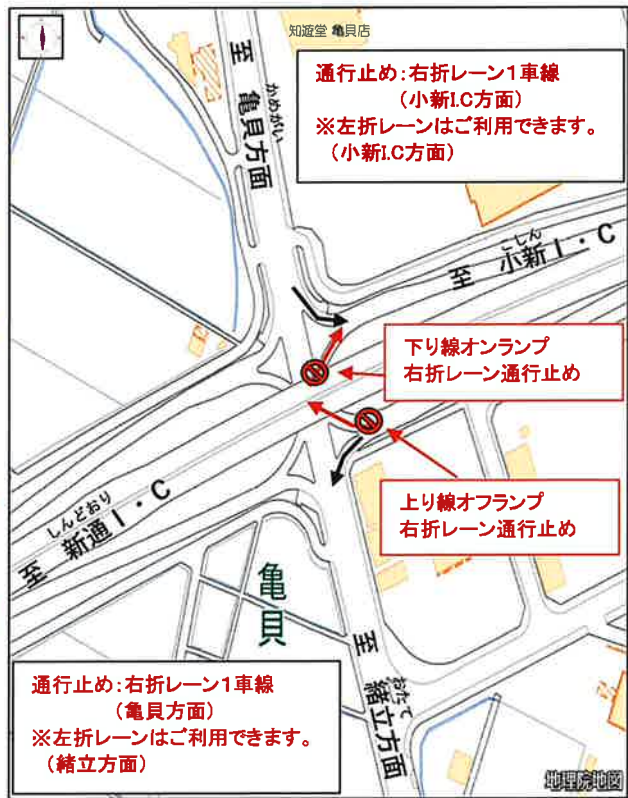 知遊堂 亀貝店
通行止め:右折レーン1車線
(小新I.C方面)
※左折レーンはご利用できます。
(小新I.C方面)
かめがい
至 亀貝方面
こしん
至 小新I・C
下り線オンランプ
右折レーン通行止め
上り線オフランプ
右折レーン通行止め
しんどおり
至 新通I・C
亀貝
おたて
至 緒立方面
通行止め:右折レーン1車線
(亀貝方面)
※左折レーンはご利用できます。
(緒立方面)
地理院地図